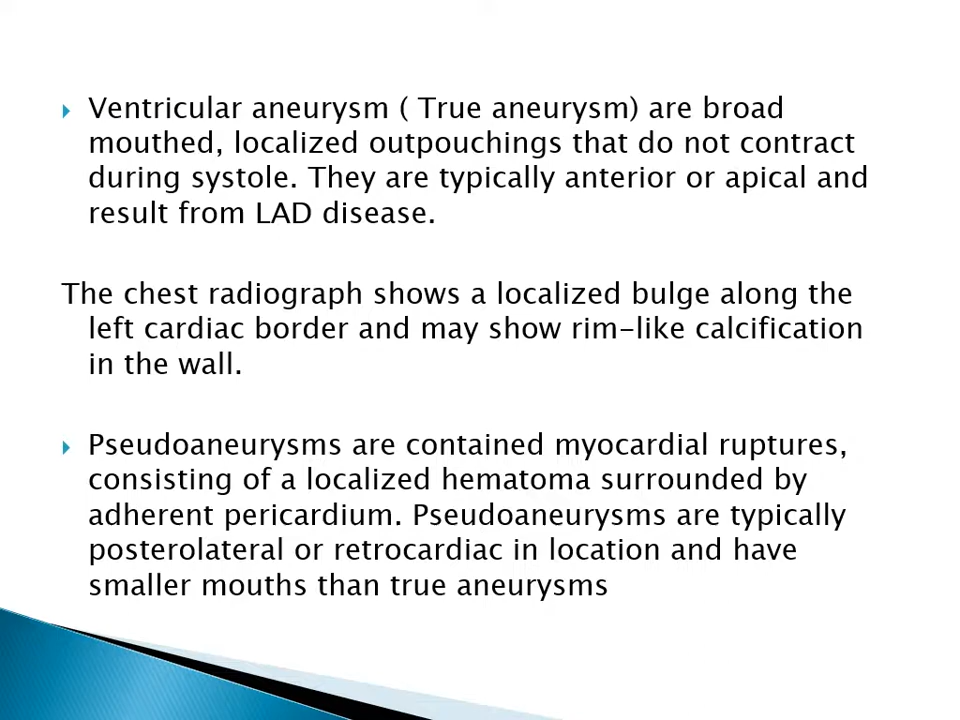 Ventricular aneurysm ( True aneurysm) are broad
mouthed, localized outpouchings that do not contract
during systole. They are typically anterior or apical and
result from LAD disease.
The chest radiograph shows a localized bulge along the
left cardiac border and may show rim-like calcification
in the wall.
Pseudoaneurysms are contained myocardial ruptures,
consisting of a localized hematoma surrounded by
adherent pericardium. Pseudoaneurysms are typically
posterolateral or retrocardiac in location and have
smaller mouths than true aneurysms